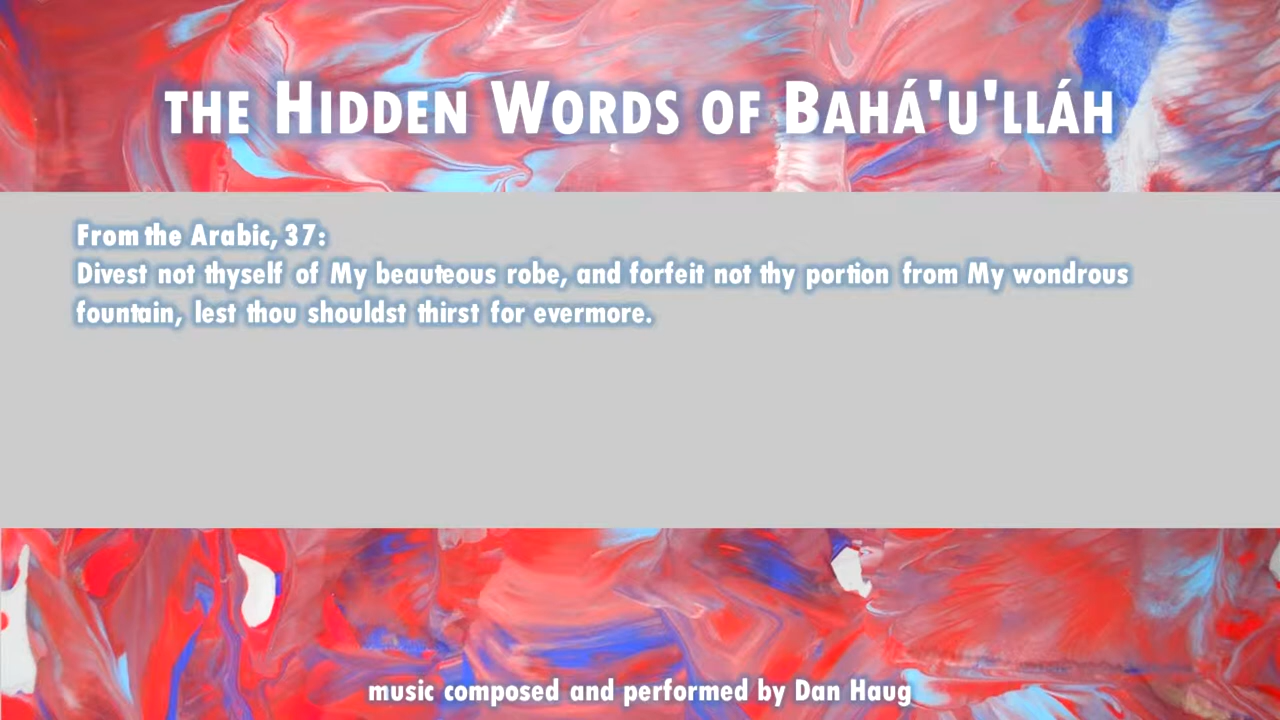 THE HIDDEN WORDS OF BAHÁ'U'LLÁH
From the Arabic, 37:
Divest not thyself of My beauteous robe, and forfeit not thy portion from My wondrous
fountain, lest thou shouldst thirst for evermore.
music composed and performed by Dan Haug